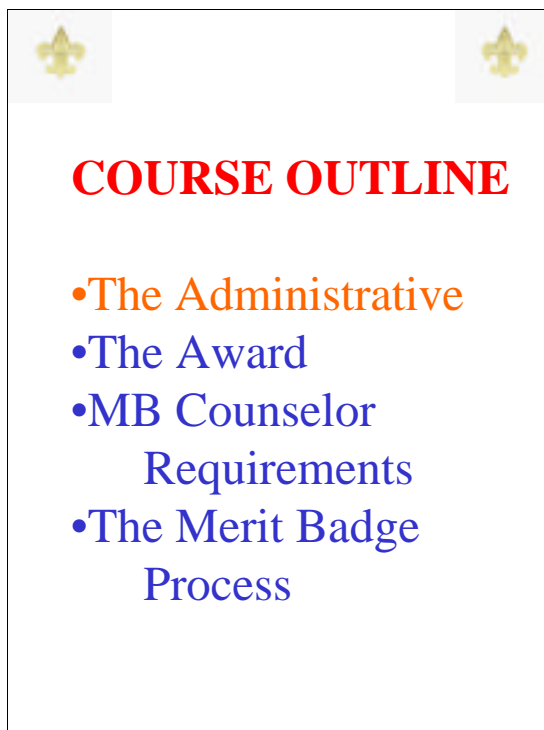 COURSE OUTLINE
•The Administrative
•The Award
•MB Counselor
Requirements
•The Merit Badge
Process